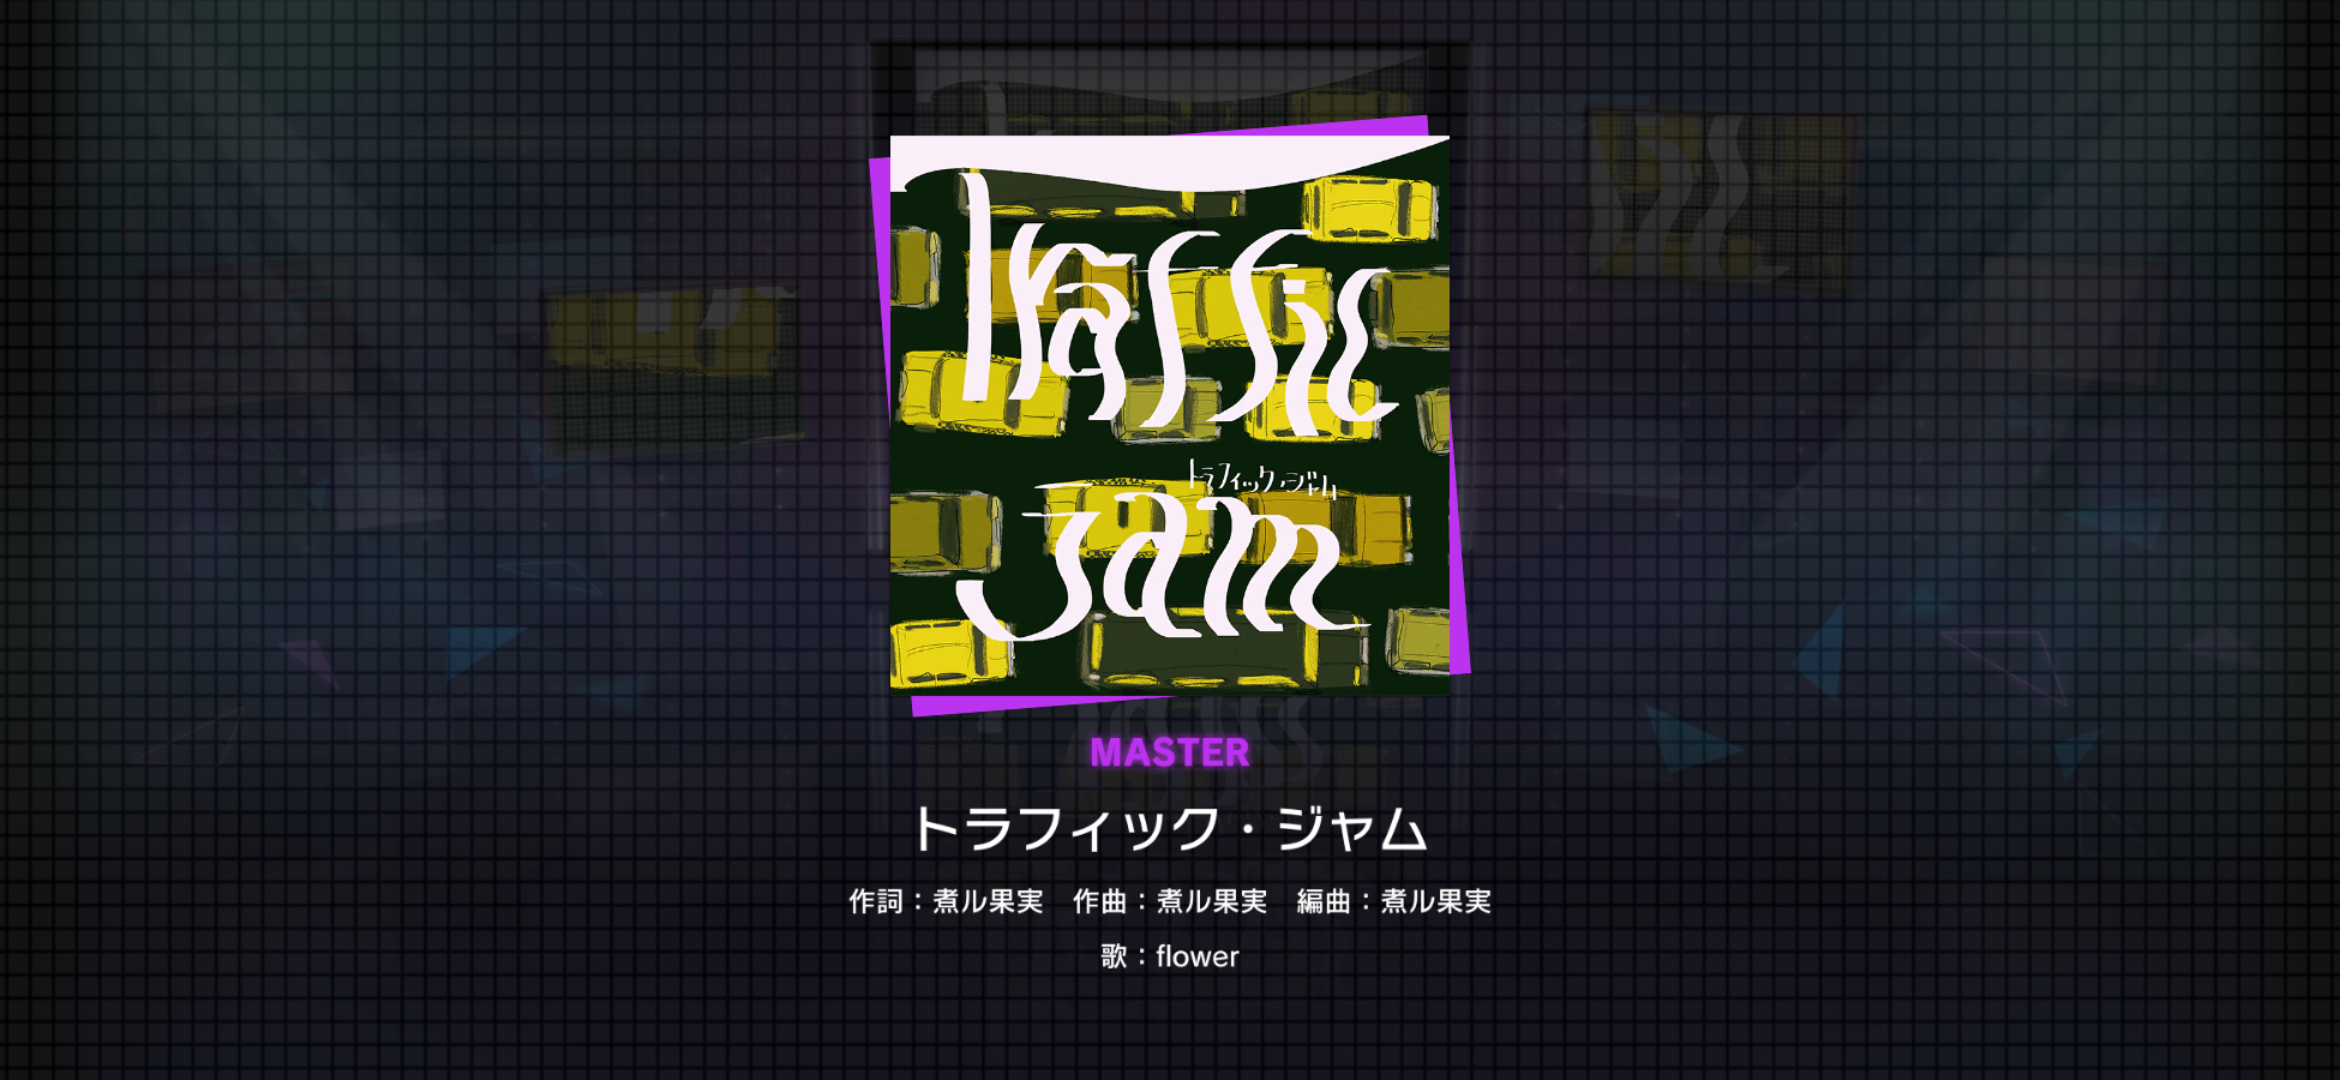 Traffic
トラフィック・ジャム
Jam
MASTER
トラフィック・ジャム
作詞：煮ル果実　作曲：煮ル果実　編曲：煮ル果実
歌：flower